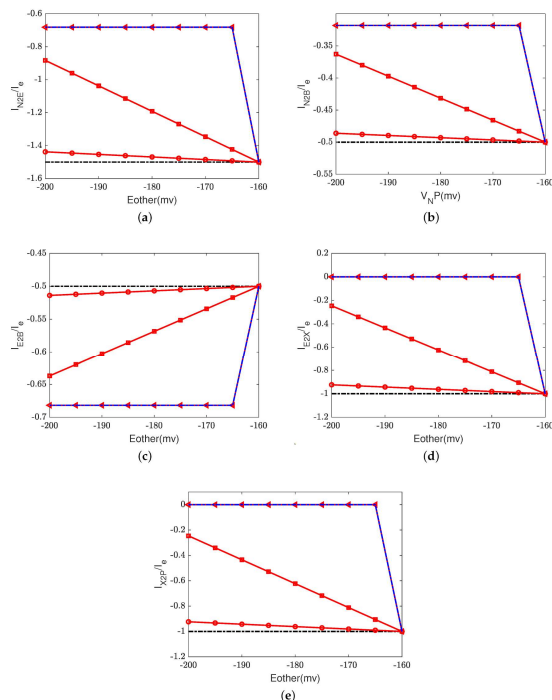 -0.6
-0.8
-1
-1.2
-1.4
-1.6
I_N2E/I_e
-200 -190 -180 -170 -160
Eother(mv)
(a)
-0.35
-0.4
-0.45
-0.5
-0.55
I_N2B/I_e
-200 -190 -180 -170 -160
V_NP(mv)
(b)
-0.45
-0.5
-0.55
-0.6
-0.65
-0.7
I_E2B/I_e
-200 -190 -180 -170 -160
Eother(mv)
(c)
0.2
0
-0.2
-0.4
-0.6
-0.8
-1
-1.2
I_E2X/I_e
-200 -190 -180 -170 -160
Eother(mv)
(d)
0
-0.2
-0.4
-0.6
-0.8
-1
-1.2
I_X2P/I_e
-200 -190 -180 -170 -160
Eother(mv)
(e)